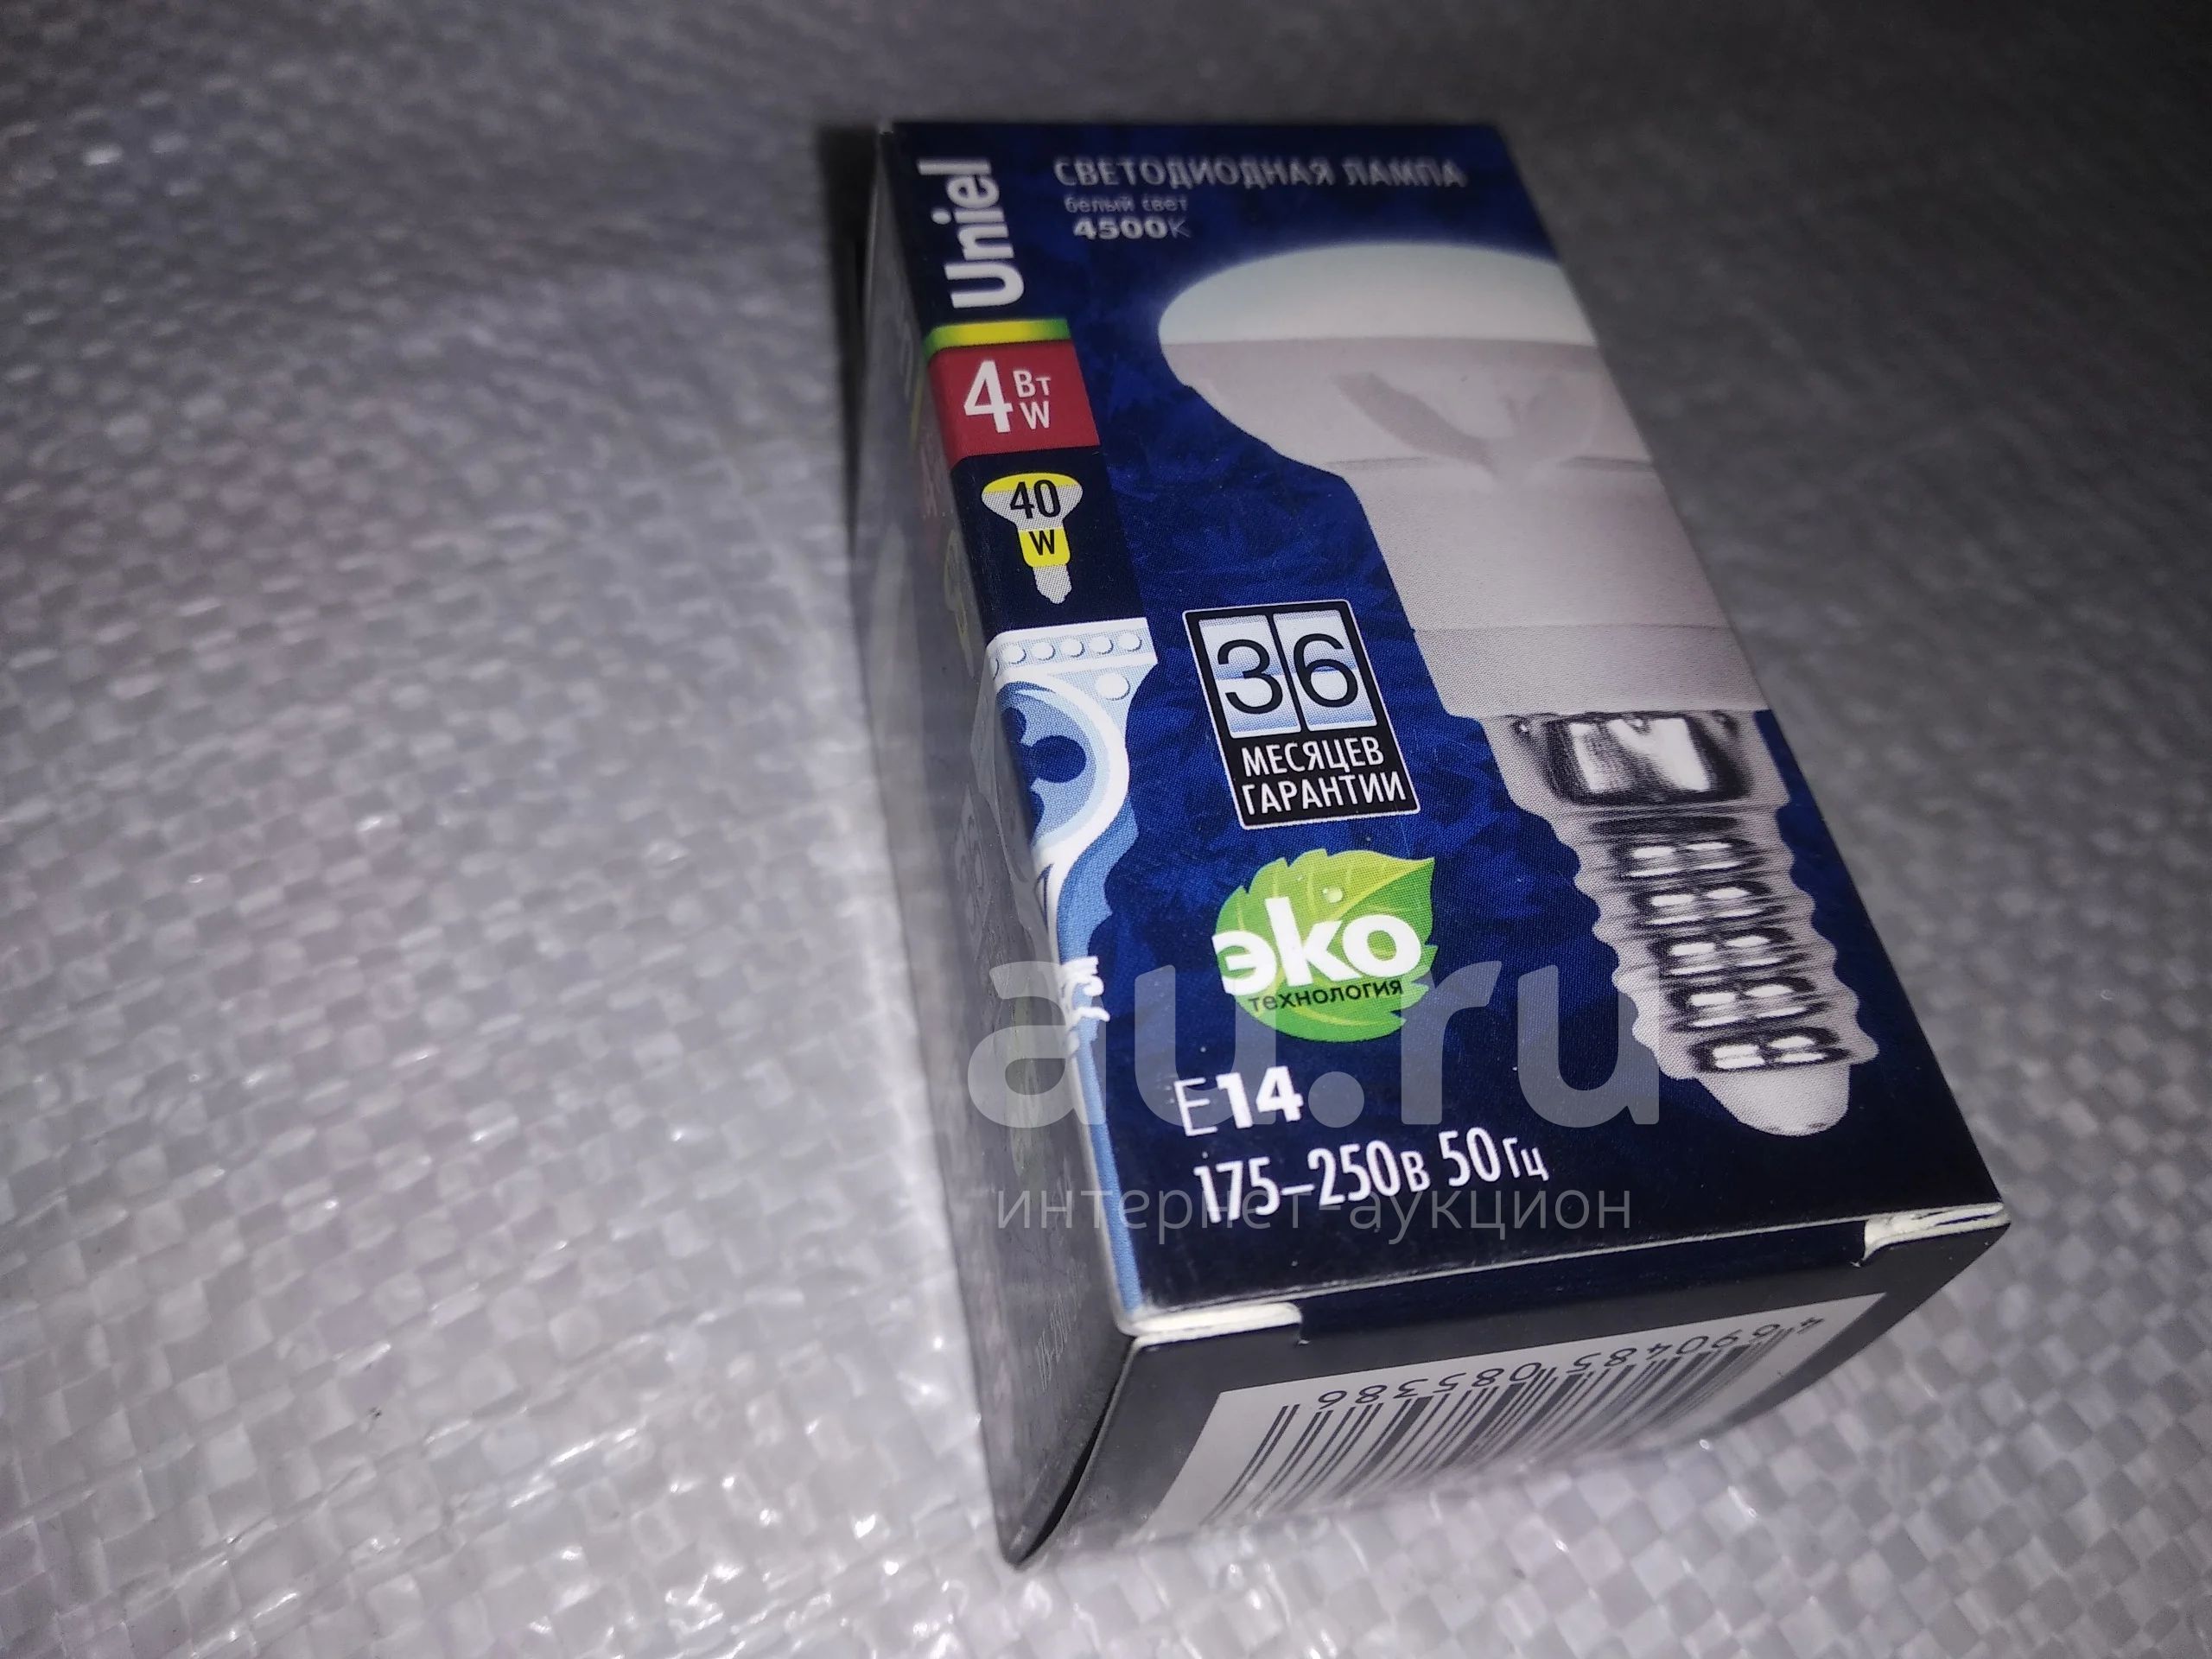 Uniel
СВЕТОДИОДНАЯ ЛАМПА
белый свет
4500K
4 Вт
W
40
W
36
МЕСЯЦЕВ
ГАРАНТИИ
эко
технология
E14
175–250В 50Гц
au.ru
интернет-аукцион
4690485085386